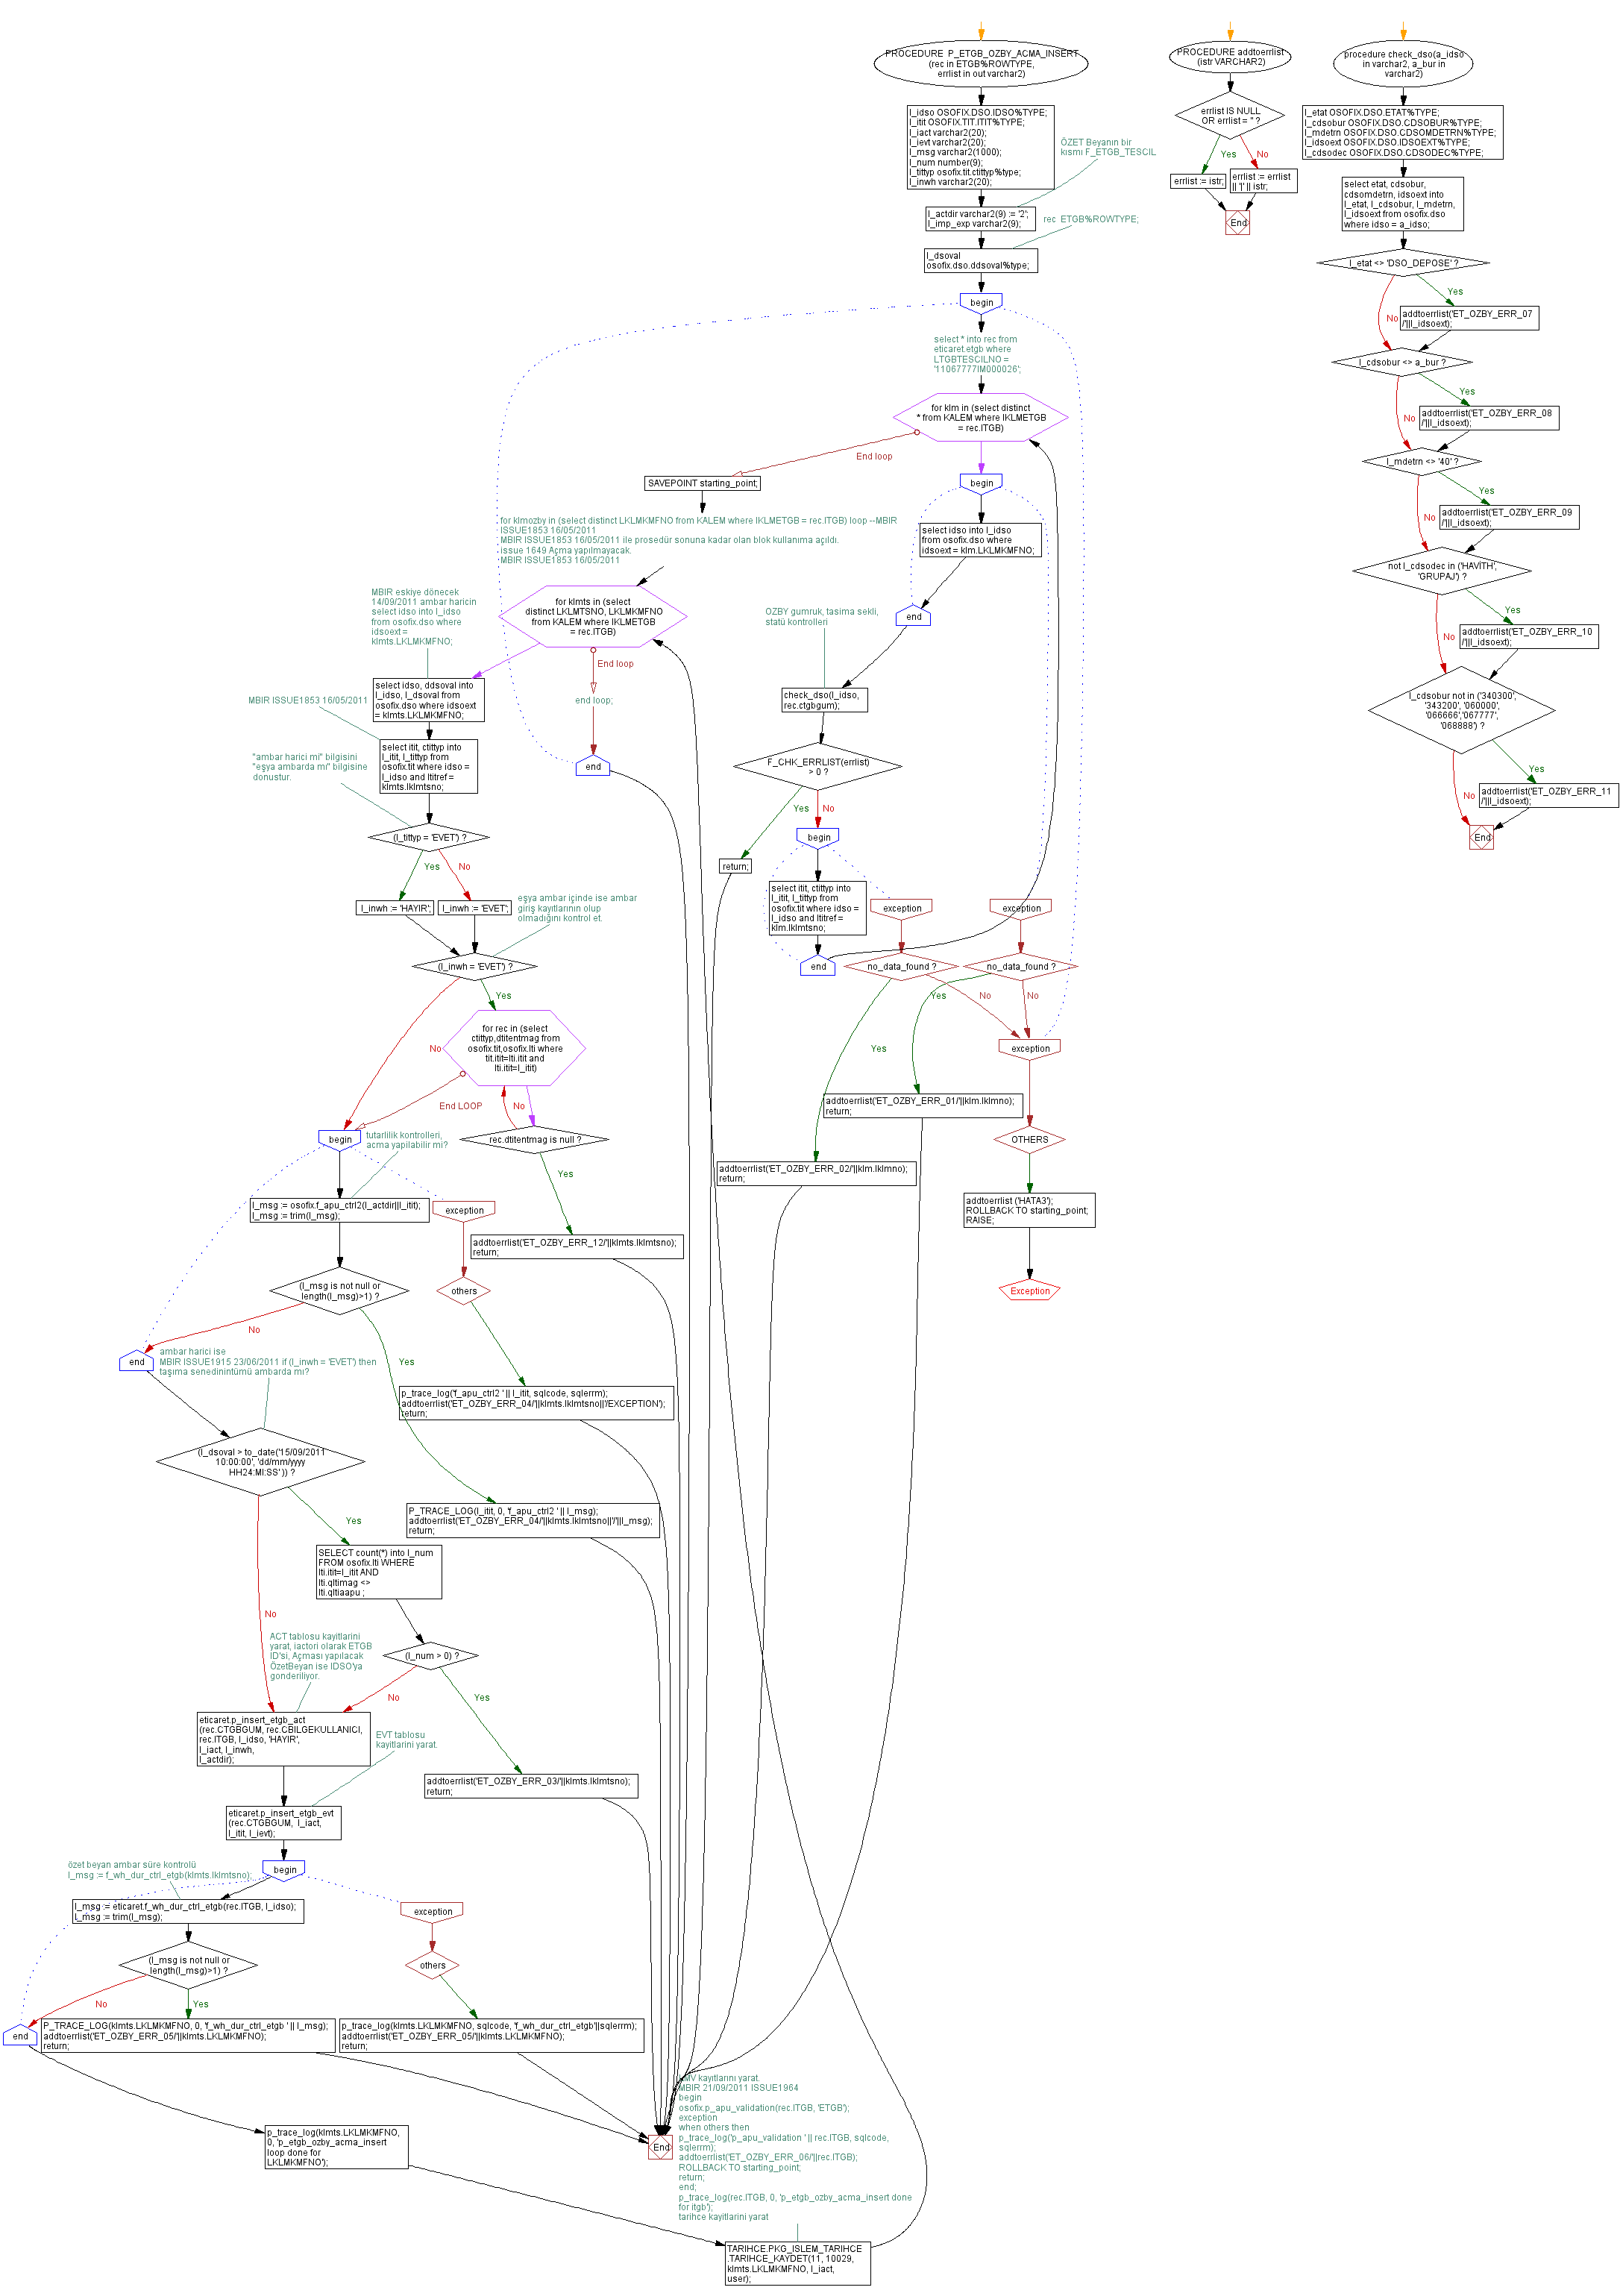 PROCEDURE P_ETGB_OZBY_ACMA_INSERT
(rec in ETGB%ROWTYPE,
errlist in out varchar2)
l_idso OSOFIX.DSO.IDSO%TYPE;
l_itit OSOFIX.TIT.ITIT%TYPE;
l_iact varchar2(20);
l_ievt varchar2(20);
l_msg varchar2(1000);
l_num number(9);
l_tittyp osofix.tit.ctittyp%type;
l_inwh varchar2(20);
ÖZET Beyanın bir
kısmı F_ETGB_TESCIL
l_actdir varchar2(9) := '2';
l_imp_exp varchar2(9);
rec ETGB%ROWTYPE;
l_dsoval
osofix.dso.ddsoval%type;
begin
select * into rec from
eticaret.etgb where
LTGBTESCILNO =
'11067777IM000026';
for klm in (select distinct
* from KALEM where IKLMETGB
= rec.ITGB)
End loop
SAVEPOINT starting_point;
begin
select idso into l_idso
from osofix.dso where
idsoext = klm.LKLMKMFNO;
end
for klmozby in (select distinct LKLMKMFNO from KALEM where IKLMETGB = rec.ITGB) loop --MBIR
ISSUE1853 16/05/2011
MBIR ISSUE1853 16/05/2011 ile prosedür sonuna kadar olan blok kullanıma açıldı.
issue 1649 Açma yapılmayacak.
MBIR ISSUE1853 16/05/2011
for klmts in (select
distinct LKLMTSNO, LKLMKMFNO
from KALEM where IKLMETGB
= rec.ITGB)
End loop
end loop;
end
MBIR eskiye dönecek
14/09/2011 ambar haricin
select idso into l_idso
from osofix.dso where
idsoext =
klmts.LKLMKMFNO;
select idso, ddsoval into
l_idso, l_dsoval from
osofix.dso where idsoext
= klmts.LKLMKMFNO;
MBIR ISSUE1853 16/05/2011
select itit, ctittyp into
l_itit, l_tittyp from
osofix.tit where idso =
l_idso and ltitref =
klmts.lklmtsno;
"ambar harici mi" bilgisini
"eşya ambarda mı" bilgisine
donustur.
(l_tittyp = 'EVET') ?
Yes
No
l_inwh := 'HAYIR';
l_inwh := 'EVET';
eşya ambar içinde ise ambar
giriş kayıtlarının olup
olmadığını kontrol et.
(l_inwh = 'EVET') ?
Yes
No
for rec in (select
ctittyp,dtitentmag from
osofix.tit,osofix.lti where
tit.itit=lti.itit and
lti.itit=l_itit)
End LOOP
No
rec.dtitentmag is null ?
Yes
addtoerrlist('ET_OZBY_ERR_12/'||klmts.lklmtsno);
return;
begin
tutarlilik kontrolleri,
acma yapilabilir mi?
l_msg := osofix.f_apu_ctrl2(l_actdir||l_itit);
l_msg := trim(l_msg);
exception
others
(l_msg is not null or
length(l_msg)>1) ?
No
Yes
end
ambar harici ise
MBIR ISSUE1915 23/06/2011 if (l_inwh = 'EVET') then
taşıma senedinintümü ambarda mı?
p_trace_log('f_apu_ctrl2 ' || l_itit, sqlcode, sqlerrm);
addtoerrlist('ET_OZBY_ERR_04/'||klmts.lklmtsno||'/'EXCEPTION');
return;
(l_dsoval > to_date('15/09/2011
10:00:00', 'dd/mm/yyyy
HH24:MI:SS' )) ?
Yes
No
P_TRACE_LOG(l_itit, 0, 'f_apu_ctrl2 ' || l_msg);
addtoerrlist('ET_OZBY_ERR_04/'||klmts.lklmtsno||'/'||l_msg);
return;
SELECT count(*) into l_num
FROM osofix.lti WHERE
lti.itit=l_itit AND
lti.qltimag <>
lti.qltiaapu ;
(l_num > 0) ?
No
Yes
ACT tablosu kayitlarini
yarat, iactori olarak ETGB
ID'si, Açması yapılacak
ÖzetBeyan ise IDSO'ya
gonderiliyor.
eticaret.p_insert_etgb_act
(rec.CTGBGUM, rec.CBILGEKULLANICI,
rec.ITGB, l_idso, 'HAYIR',
l_iact, l_inwh,
l_actdir);
EVT tablosu
kayitlarini yarat.
addtoerrlist('ET_OZBY_ERR_03/'||klmts.lklmtsno);
return;
eticaret.p_insert_etgb_evt
(rec.CTGBGUM, l_iact,
l_itit, l_ievt);
begin
özet beyan ambar süre kontrolü
l_msg := f_wh_dur_ctrl_etgb(klmts.lklmtsno);
l_msg := eticaret.f_wh_dur_ctrl_etgb(rec.ITGB, l_idso);
l_msg := trim(l_msg);
exception
others
(l_msg is not null or
length(l_msg)>1) ?
No
Yes
end
P_TRACE_LOG(klmts.LKLMKMFNO, 0, 'f_wh_dur_ctrl_etgb ' || l_msg);
addtoerrlist('ET_OZBY_ERR_05/'||klmts.LKLMKMFNO);
return;
p_trace_log(klmts.LKLMKMFNO, sqlcode, 'f_wh_dur_ctrl_etgb'||sqlerrm);
addtoerrlist('ET_OZBY_ERR_05/'||klmts.LKLMKMFNO);
return;
p_trace_log(klmts.LKLMKMFNO,
0, 'p_etgb_ozby_acma_insert
loop done for
LKLMKMFNO');
End
kayıtlarını yarat.
MBIR 21/09/2011 ISSUE1964
begin
osofix.p_apu_validation(rec.ITGB, 'ETGB');
exception
when others then
p_trace_log('p_apu_validation ' || rec.ITGB, sqlcode,
sqlerrm);
addtoerrlist('ET_OZBY_ERR_06/'||rec.ITGB);
ROLLBACK TO starting_point;
return;
end;
p_trace_log(rec.ITGB, 0, 'p_etgb_ozby_acma_insert done
for itgb');
tarihce kayitlarini yarat
TARIHCE.PKG_ISLEM_TARIHCE
.TARIHCE_KAYDET(11, 10029,
klmts.LKLMKMFNO, l_iact,
user);
OZBY gumruk, tasima sekli,
statü kontrolleri
check_dso(l_idso,
rec.ctgbgum);
F_CHK_ERRLIST(errlist)
> 0 ?
Yes
No
return;
begin
select itit, ctittyp into
l_itit, l_tittyp from
osofix.tit where idso =
l_idso and ltitref =
klm.lklmtsno;
end
exception
exception
no_data_found ?
no_data_found ?
Yes
No
No
Yes
exception
addtoerrlist('ET_OZBY_ERR_01/'||klm.lklmno);
return;
addtoerrlist('ET_OZBY_ERR_02/'||klm.lklmno);
return;
OTHERS
addtoerrlist ('HATA3');
ROLLBACK TO starting_point;
RAISE;
Exception
PROCEDURE addtoerrlist
(istr VARCHAR2)
errlist IS NULL
OR errlist = '' ?
Yes
No
errlist := istr;
errlist := errlist
|| '|' || istr;
End
procedure check_dso(a_idso
in varchar2, a_bur in
varchar2)
l_etat OSOFIX.DSO.ETAT%TYPE;
l_cdsobur OSOFIX.DSO.CDSOBUR%TYPE;
l_mdetrn OSOFIX.DSO.CDSOMDETRN%TYPE;
l_idsoext OSOFIX.DSO.IDSOEXT%TYPE;
l_cdsodec OSOFIX.DSO.CDSODEC%TYPE;
select etat, cdsobur,
cdsomdetrn, idsoext into
l_etat, l_cdsobur, l_mdetrn,
l_idsoext from osofix.dso
where idso = a_idso;
l_etat <> 'DSO_DEPOSE' ?
Yes
No
addtoerrlist('ET_OZBY_ERR_07
/'||l_idsoext);
l_cdsobur <> a_bur ?
Yes
No
addtoerrlist('ET_OZBY_ERR_08
/'||l_idsoext);
l_mdetrn <> '40' ?
Yes
No
addtoerrlist('ET_OZBY_ERR_09
/'||l_idsoext);
not l_cdsodec in ('HAVİTH',
'GRUPAJ') ?
Yes
No
addtoerrlist('ET_OZBY_ERR_10
/'||l_idsoext);
l_cdsobur not in ('340300',
'343200', '060000',
'066666','067777',
'068888') ?
Yes
No
addtoerrlist('ET_OZBY_ERR_11
/'||l_idsoext);
End